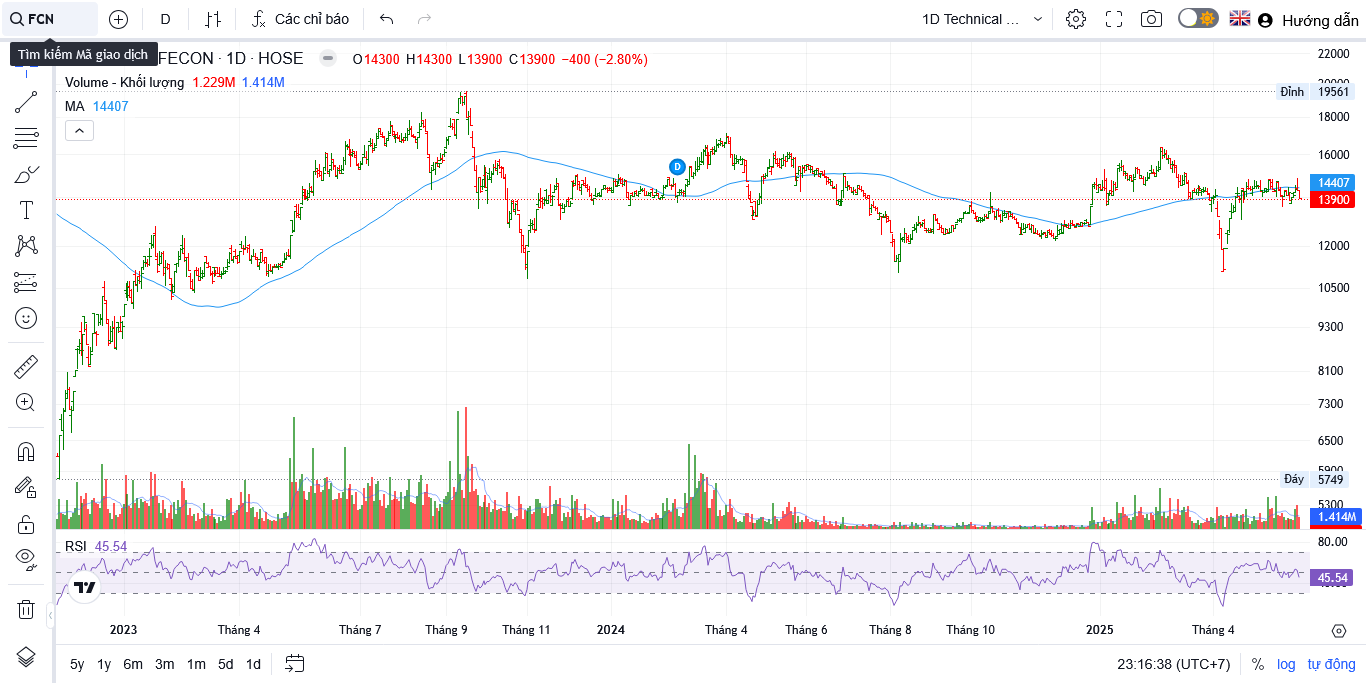 FCN
D
Các chỉ báo
1D Technical ...
Hướng dẫn
Tìm kiếm Mã giao dịch
FECON · 1D · HOSE
O14300 H14300 L13900 C13900 −400 (−2.80%)
Volume - Khối lượng 1.229M 1.414M
MA 14407
D
22000
20000
Đỉnh 19561
18000
16000
14407
13900
12000
10500
9300
8100
7300
6500
5900
Đáy 5749
5300
1.414M
RSI 45.54
80.00
45.54
2023 Tháng 4 Tháng 7 Tháng 9 Tháng 11 2024 Tháng 4 Tháng 6 Tháng 8 Tháng 10 2025 Tháng 4
5y 1y 6m 3m 1m 5d 1d
23:16:38 (UTC+7) % log tự động